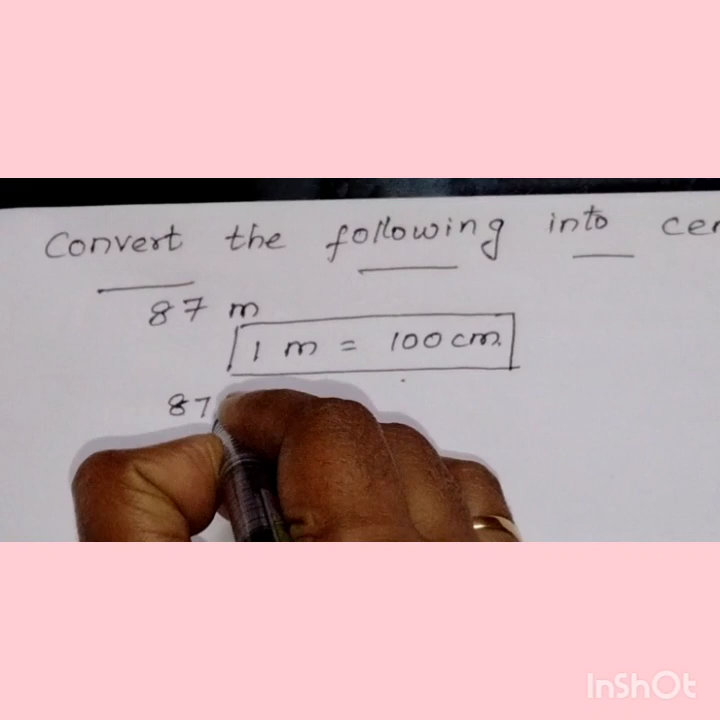 Convert the following into
87 m
1 m = 100 cm.
87
InShOt